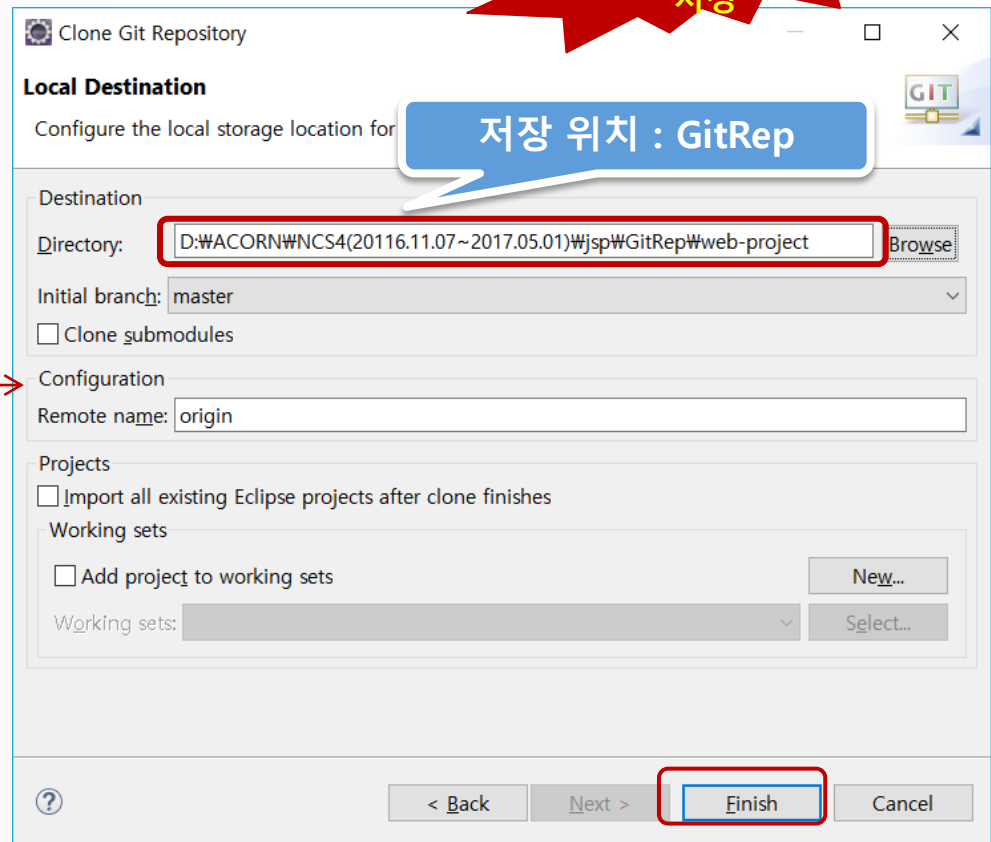 저장
Clone Git Repository
Local Destination
GIT
Configure the local storage location for
저장 위치 : GitRep
Destination
Directory: D:₩ACORN₩NCS4(20116.11.07~2017.05.01)₩jsp₩GitRep₩web-project Browse
Initial branch: master
Clone submodules
Configuration
Remote name: origin
Projects
Import all existing Eclipse projects after clone finishes
Working sets
Add project to working sets New...
Working sets: Select...
? < Back Next > Finish Cancel